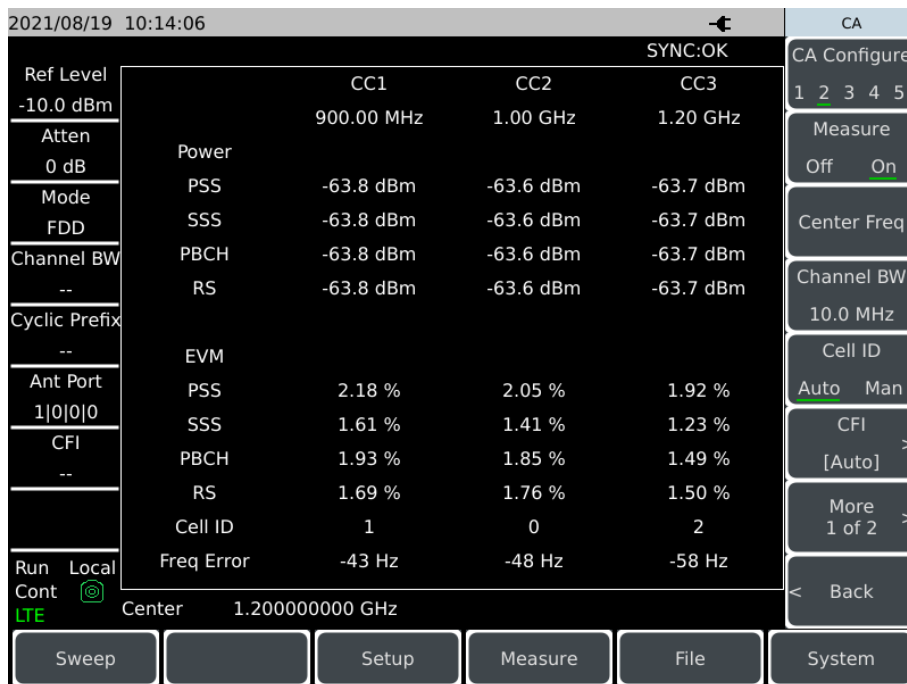 2021/08/19 10:14:06
CA
SYNC:OK
Ref Level
-10.0 dBm
Atten
0 dB
Mode
FDD
Channel BW
--
Cyclic Prefix
--
Ant Port
1|0|0|0
CFI
--
Run Local
Cont
LTE
CC1 CC2 CC3
900.00 MHz 1.00 GHz 1.20 GHz
Power
PSS -63.8 dBm -63.6 dBm -63.7 dBm
SSS -63.8 dBm -63.6 dBm -63.7 dBm
PBCH -63.8 dBm -63.6 dBm -63.7 dBm
RS -63.8 dBm -63.6 dBm -63.7 dBm
EVM
PSS 2.18 % 2.05 % 1.92 %
SSS 1.61 % 1.41 % 1.23 %
PBCH 1.93 % 1.85 % 1.49 %
RS 1.69 % 1.76 % 1.50 %
Cell ID 1 0 2
Freq Error -43 Hz -48 Hz -58 Hz
Center 1.200000000 GHz
CA Configure
1 2 3 4 5
Measure
Off On
Center Freq
Channel BW
10.0 MHz
Cell ID
Auto Man
CFI
[Auto] >
More
1 of 2 >
< Back
Sweep Setup Measure File System